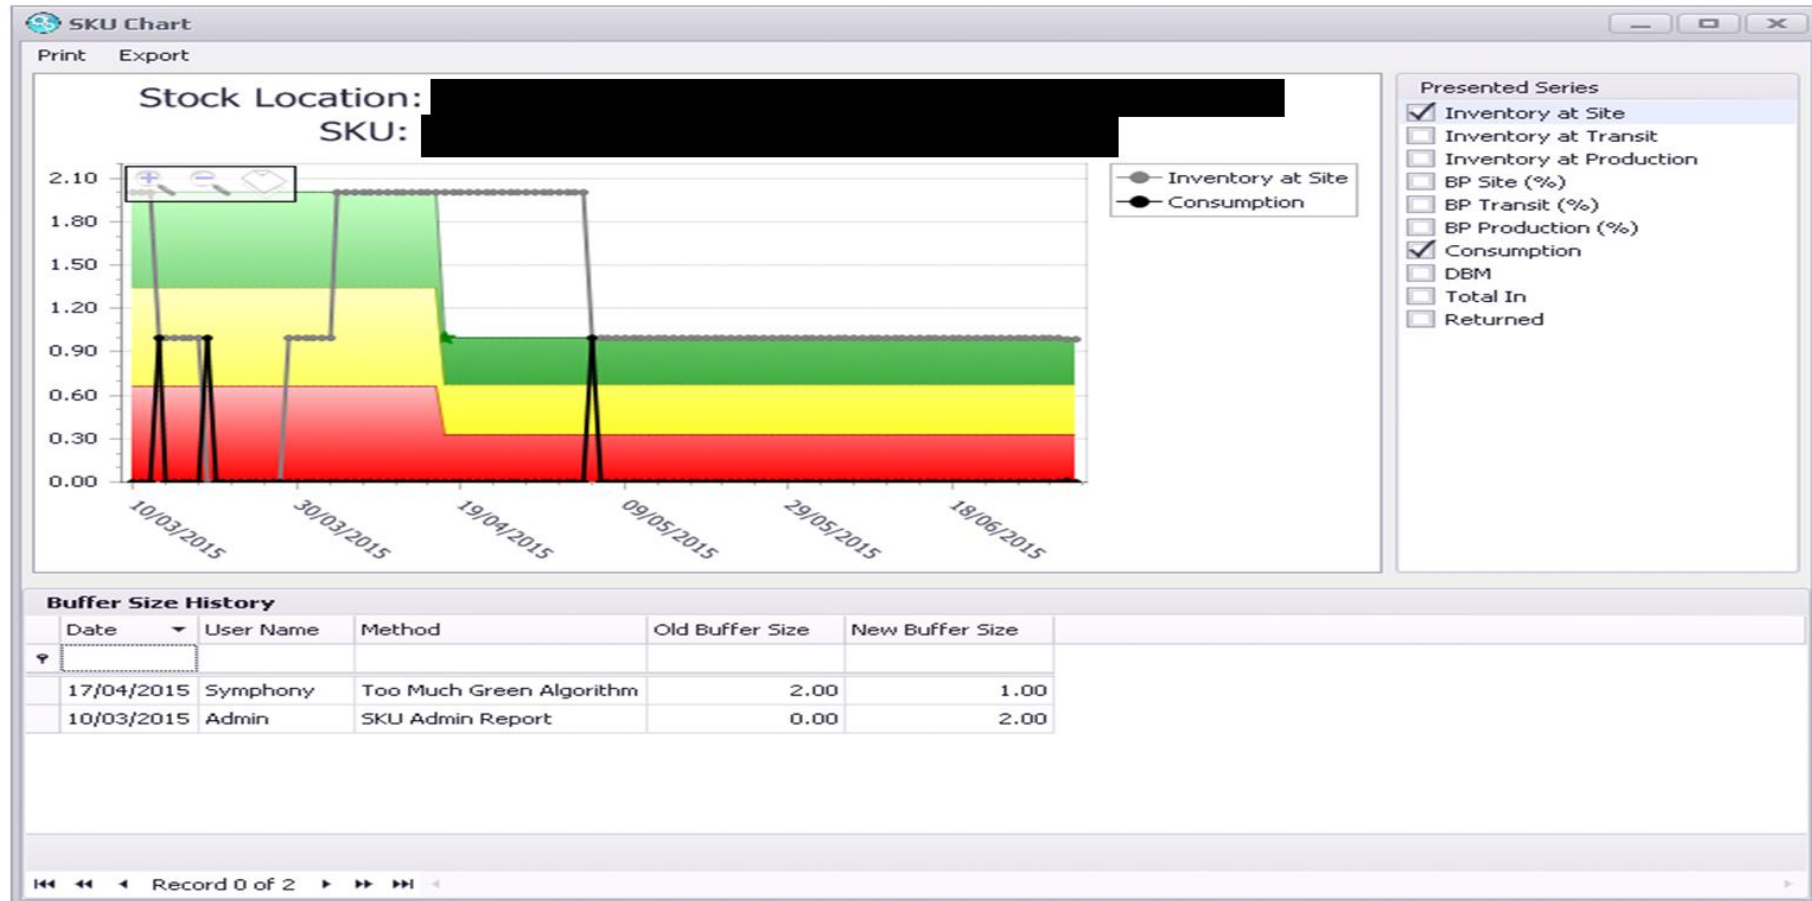 SKU Chart
Print Export
Stock Location:
SKU:
2.10
1.80
1.50
1.20
0.90
0.60
0.30
0.00
10/03/2015 30/03/2015 19/04/2015 09/05/2015 29/05/2015 18/06/2015
Inventory at Site
Consumption
Presented Series
Inventory at Site
Inventory at Transit
Inventory at Production
BP Site (%)
BP Transit (%)
BP Production (%)
Consumption
DBM
Total In
Returned
Buffer Size History
Date User Name Method Old Buffer Size New Buffer Size
17/04/2015 Symphony Too Much Green Algorithm 2.00 1.00
10/03/2015 Admin SKU Admin Report 0.00 2.00
Record 0 of 2